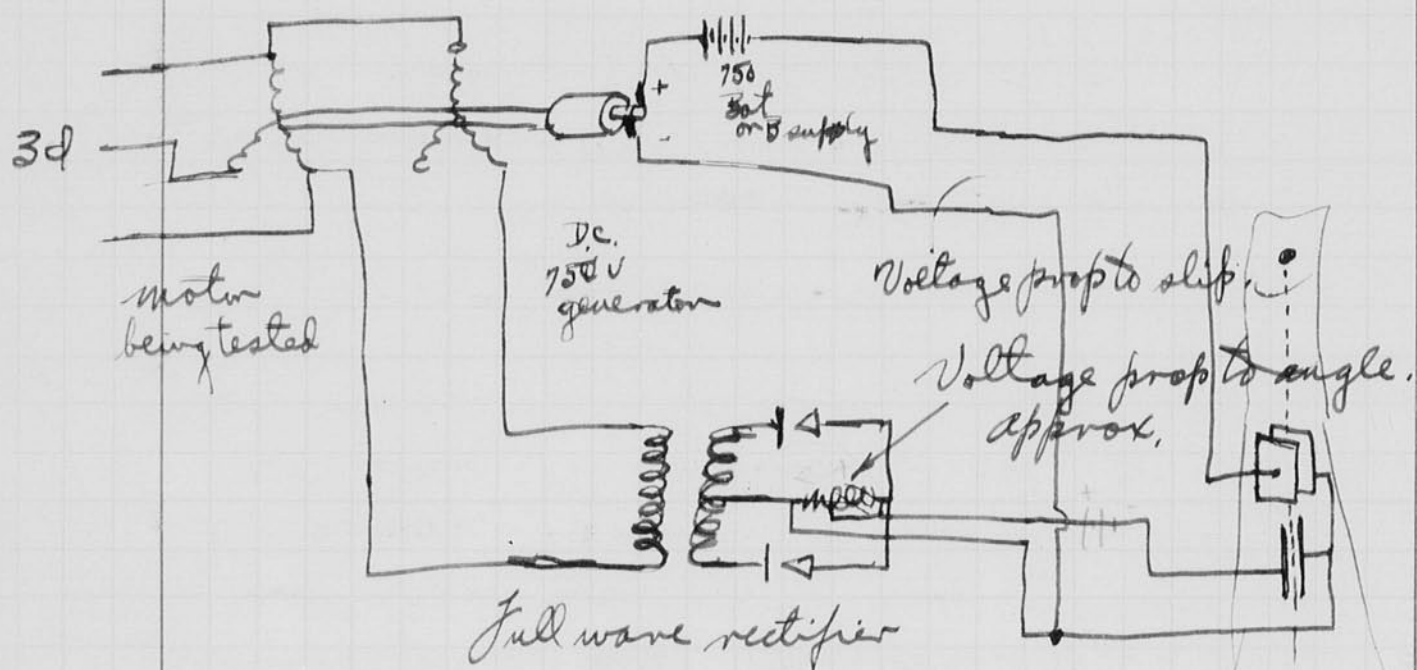 3d
motor
being tested
+
-
750
Bat
or B supply
D.C.
750 V
generator
Voltage prop to slip.
Voltage prop to angle.
approx.
Full wave rectifier